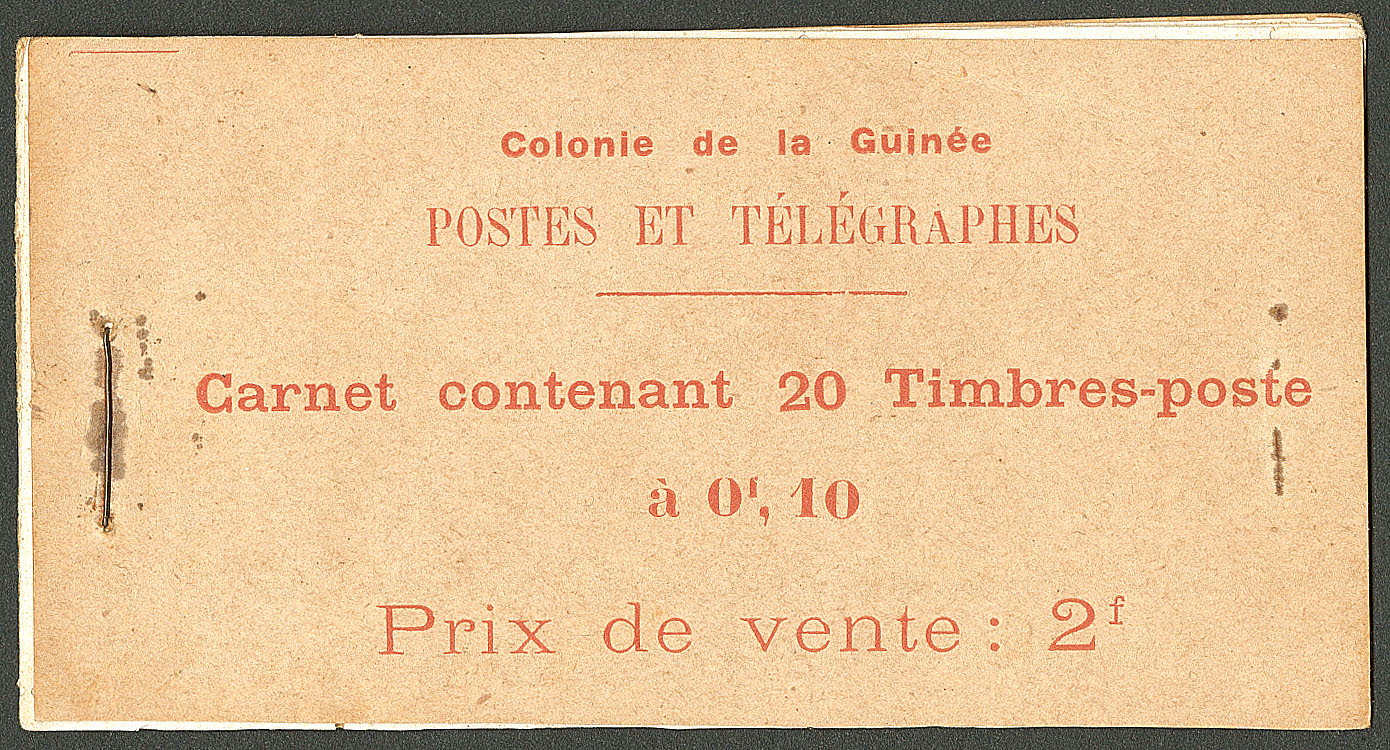 Colonie de la Guinée
POSTES ET TÉLÉGRAPHES
Carnet contenant 20 Timbres-poste
à 0ᶠ, 10
Prix de vente : 2ᶠ